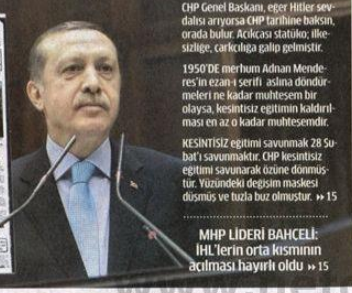 CHP Genel Başkanı, eğer Hitler sev-
dalısı arıyorsa CHP tarihine baksın,
orada bulur. Açıkçası statüko; ilke-
sizliğe, çarkçılığa galip gelmiştir.
1950'DE merhum Adnan Mende-
res'in ezan-ı şerifi aslına döndür-
meleri ne kadar muhteşem bir
olaysa, kesintisiz eğitimin kaldırıl-
ması en az o kadar muhteşemdir.
KESİNTİSİZ eğitimi savunmak 28 Şu-
bat'ı savunmaktır. CHP kesintisiz
eğitimi savunarak özüne dönmüş-
tür. Yüzündeki değişim maskesi
düşmüş ve tuzla buz olmuştur. »15
MHP LİDERİ BAHÇELİ:
İHL'lerin orta kısmının
açılması hayırlı oldu »15